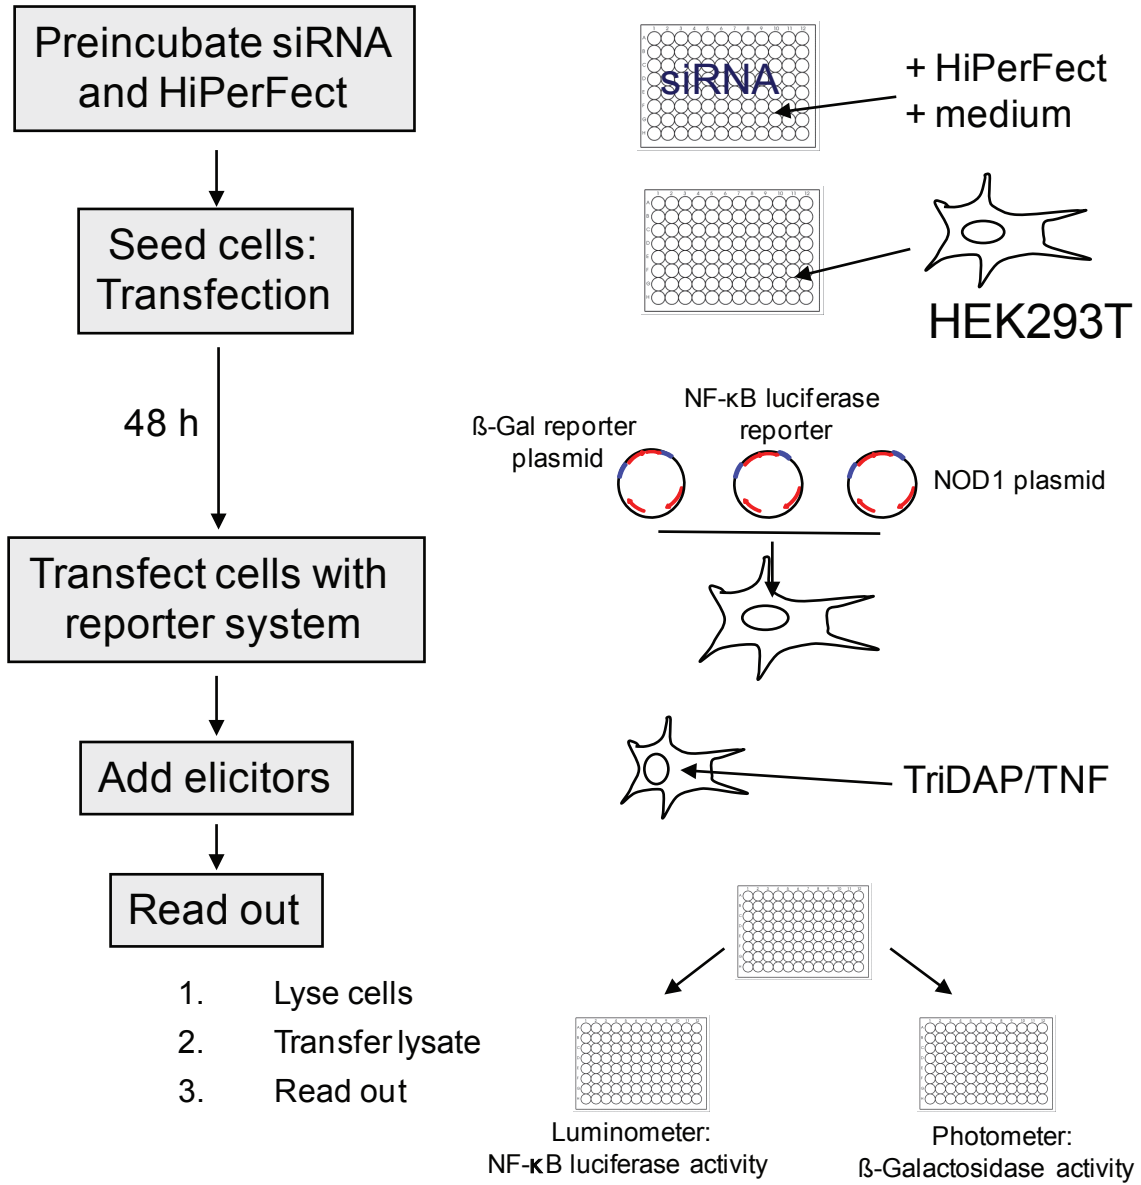 Preincubate siRNA
and HiPerFect
siRNA
+ HiPerFect
+ medium
Seed cells:
Transfection
HEK293T
48 h
ß-Gal reporter
plasmid
NF-κB luciferase
reporter
NOD1 plasmid
Transfect cells with
reporter system
Add elicitors
TriDAP/TNF
Read out
1. Lyse cells
2. Transfer lysate
3. Read out
Luminometer:
NF-κB luciferase activity
Photometer:
ß-Galactosidase activity